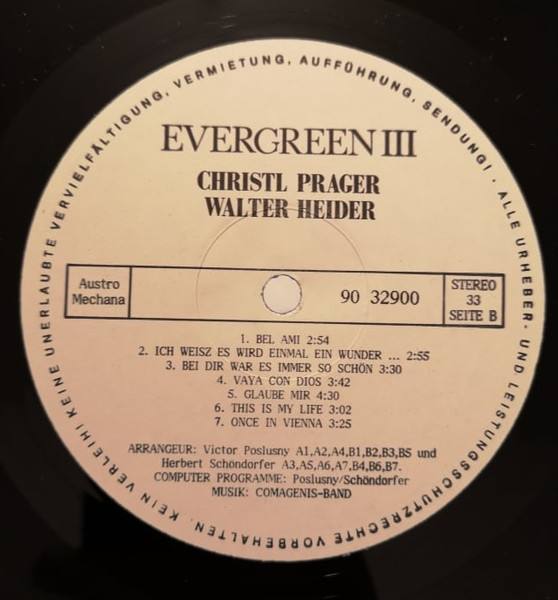 KEINE UNERLAUBTE VERVIELFÄLTIGUNG, VERMIETUNG, AUFFÜHRUNG, SENDUNG! · ALLE URHEBER- UND LEISTUNGSSCHUTZRECHTE VORBEHALTEN. KEIN VERLEIH!
EVERGREEN III
CHRISTL PRAGER
WALTER HEIDER
Austro
Mechana
90 32900
STEREO
33
SEITE B
1. BEL AMI 2:54
2. ICH WEISZ ES WIRD EINMAL EIN WUNDER ... 2:55
3. BEI DIR WAR ES IMMER SO SCHÖN 3:30
4. VAYA CON DIOS 3:42
5. GLAUBE MIR 4:30
6. THIS IS MY LIFE 3:02
7. ONCE IN VIENNA 3:25
ARRANGEUR: Victor Poslusny A1,A2,A4,B1,B2,B3,B5 und
Herbert Schöndorfer A3,A5,A6,A7,B4,B6,B7.
COMPUTER PROGRAMME: Poslusny/Schöndorfer
MUSIK: COMAGENIS-BAND